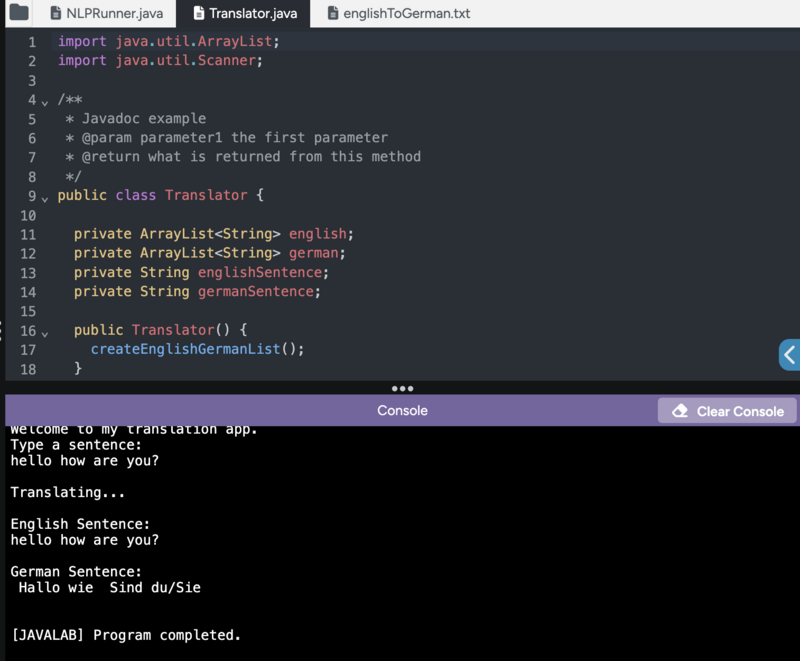 NLPRunner.java Translator.java englishToGerman.txt
1 import java.util.ArrayList;
2 import java.util.Scanner;
3
4 /**
5 * Javadoc example
6 * @param parameter1 the first parameter
7 * @return what is returned from this method
8 */
9 public class Translator {
10
11 private ArrayList<String> english;
12 private ArrayList<String> german;
13 private String englishSentence;
14 private String germanSentence;
15
16 public Translator() {
17 createEnglishGermanList();
18 }
Console Clear Console
Welcome to my translation app.
Type a sentence:
hello how are you?
Translating...
English Sentence:
hello how are you?
German Sentence:
Hallo wie  Sind du/Sie
[JAVALAB] Program completed.